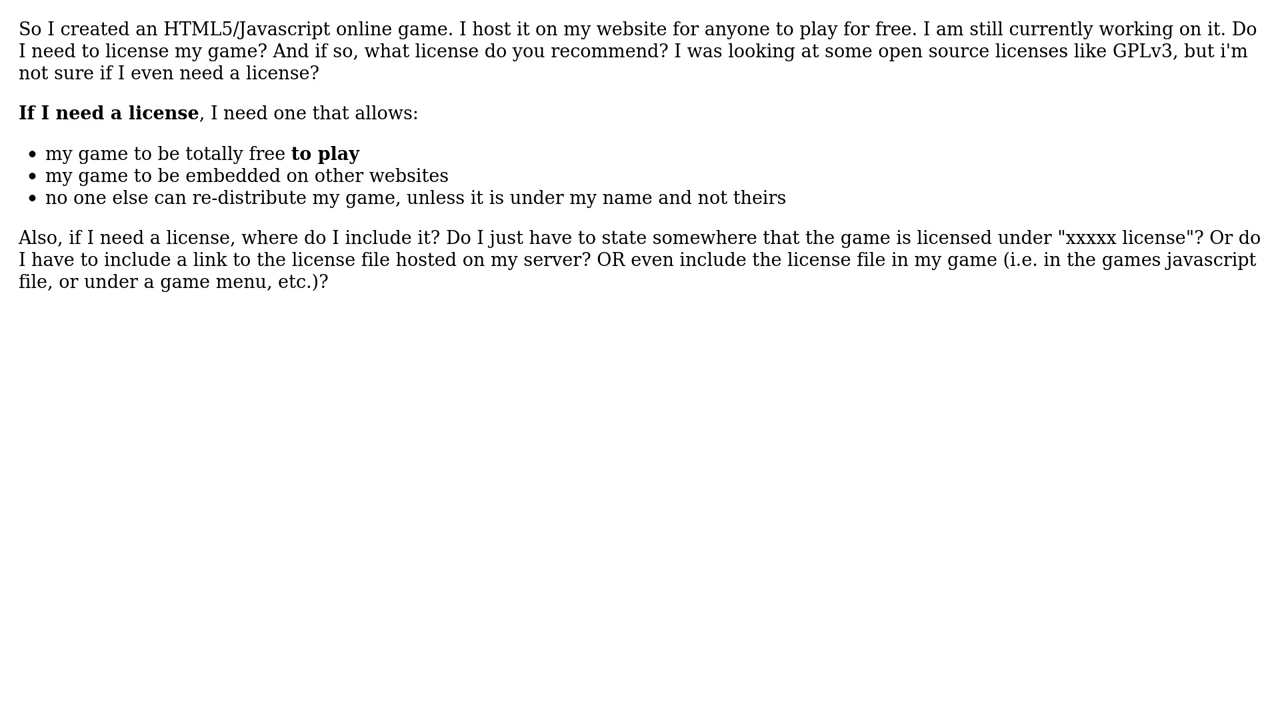 So I created an HTML5/Javascript online game. I host it on my website for anyone to play for free. I am still currently working on it. Do
I need to license my game? And if so, what license do you recommend? I was looking at some open source licenses like GPLv3, but i'm
not sure if I even need a license?
If I need a license, I need one that allows:
• my game to be totally free to play
• my game to be embedded on other websites
• no one else can re-distribute my game, unless it is under my name and not theirs
Also, if I need a license, where do I include it? Do I just have to state somewhere that the game is licensed under "xxxxx license"? Or do
I have to include a link to the license file hosted on my server? OR even include the license file in my game (i.e. in the games javascript
file, or under a game menu, etc.)?